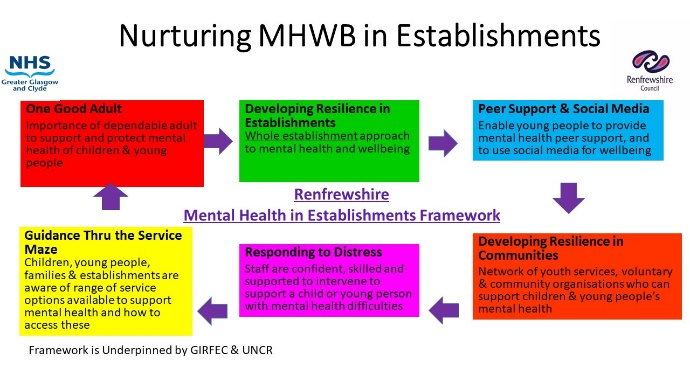 Nurturing MHWB in Establishments
NHS
Greater Glasgow
and Clyde
Renfrewshire
Council
One Good Adult
Importance of dependable adult
to support and protect mental
health of children & young
people
Developing Resilience in
Establishments
Whole establishment approach
to mental health and wellbeing
Peer Support & Social Media
Enable young people to provide
mental health peer support, and
to use social media for wellbeing
Renfrewshire
Mental Health in Establishments Framework
Guidance Thru the Service
Maze
Children, young people,
families & establishments are
aware of range of service
options available to support
mental health and how to
access these
Responding to Distress
Staff are confident, skilled and
supported to intervene to
support a child or young person
with mental health difficulties
Developing Resilience in
Communities
Network of youth services, voluntary
& community organisations who can
support children & young people's
mental health
Framework is Underpinned by GIRFEC & UNCR